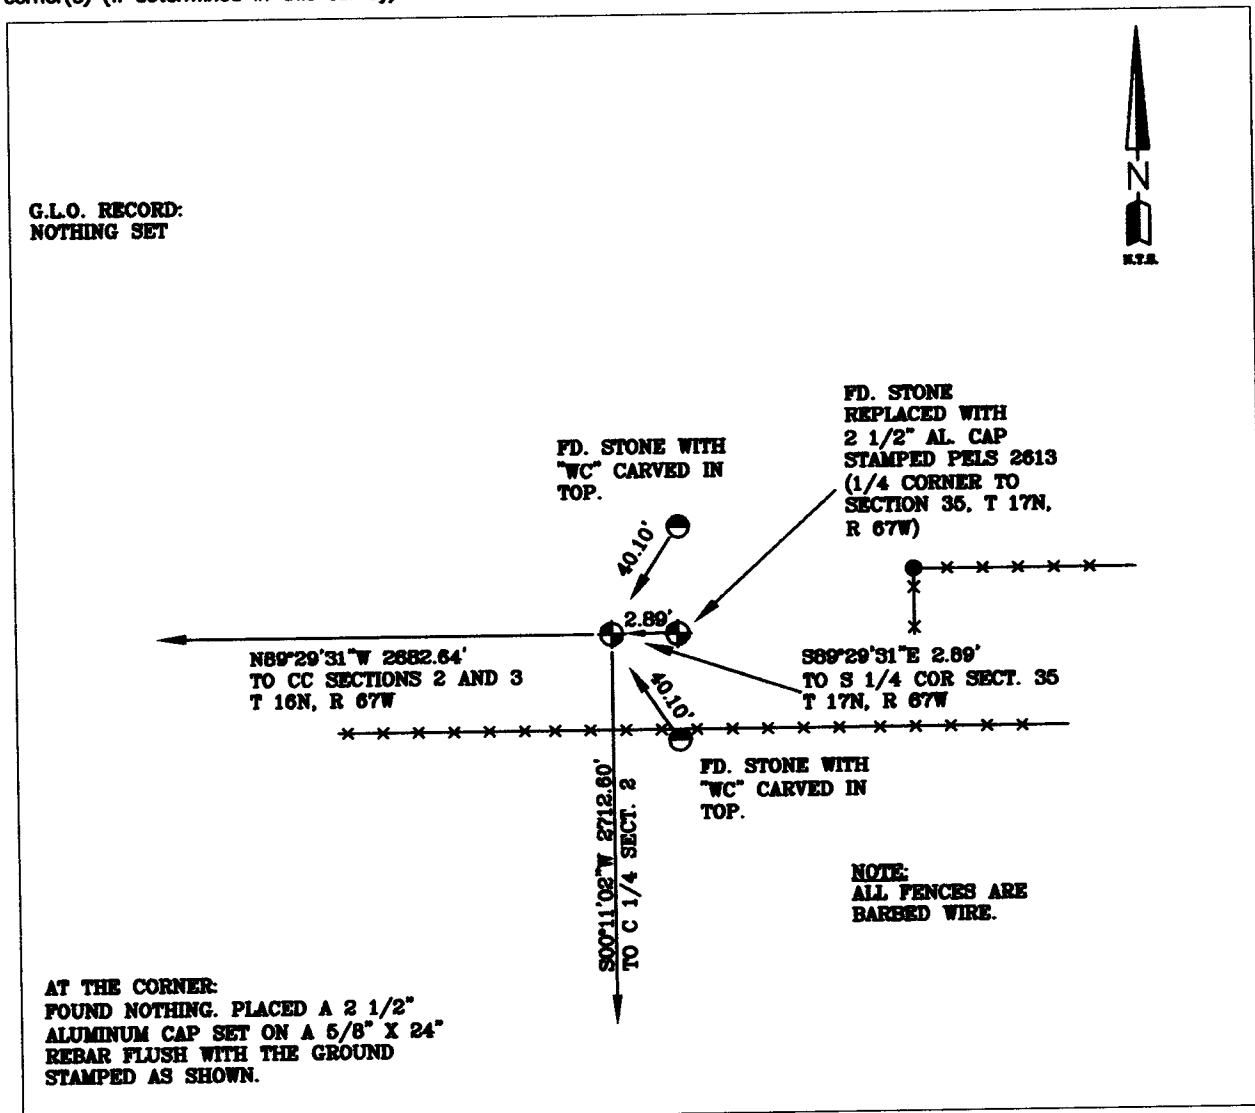 G.L.O. RECORD:
NOTHING SET
N
N.T.S.
FD. STONE
REPLACED WITH
2 1/2" AL. CAP
STAMPED PELS 2613
(1/4 CORNER TO
SECTION 35, T 17N,
R 67W)
FD. STONE WITH
"WC" CARVED IN
TOP.
40.10'
2.89'
N89°29'31"W 2682.64'
TO CC SECTIONS 2 AND 3
T 16N, R 67W
S89°29'31"E 2.89'
TO S 1/4 COR SECT. 35
T 17N, R 67W
40.10'
FD. STONE WITH
"WC" CARVED IN
TOP.
S00°11'02"W 2712.60'
TO C 1/4 SECT. 2
NOTE:
ALL FENCES ARE
BARBED WIRE.
AT THE CORNER:
FOUND NOTHING. PLACED A 2 1/2"
ALUMINUM CAP SET ON A 5/8" X 24"
REBAR FLUSH WITH THE GROUND
STAMPED AS SHOWN.